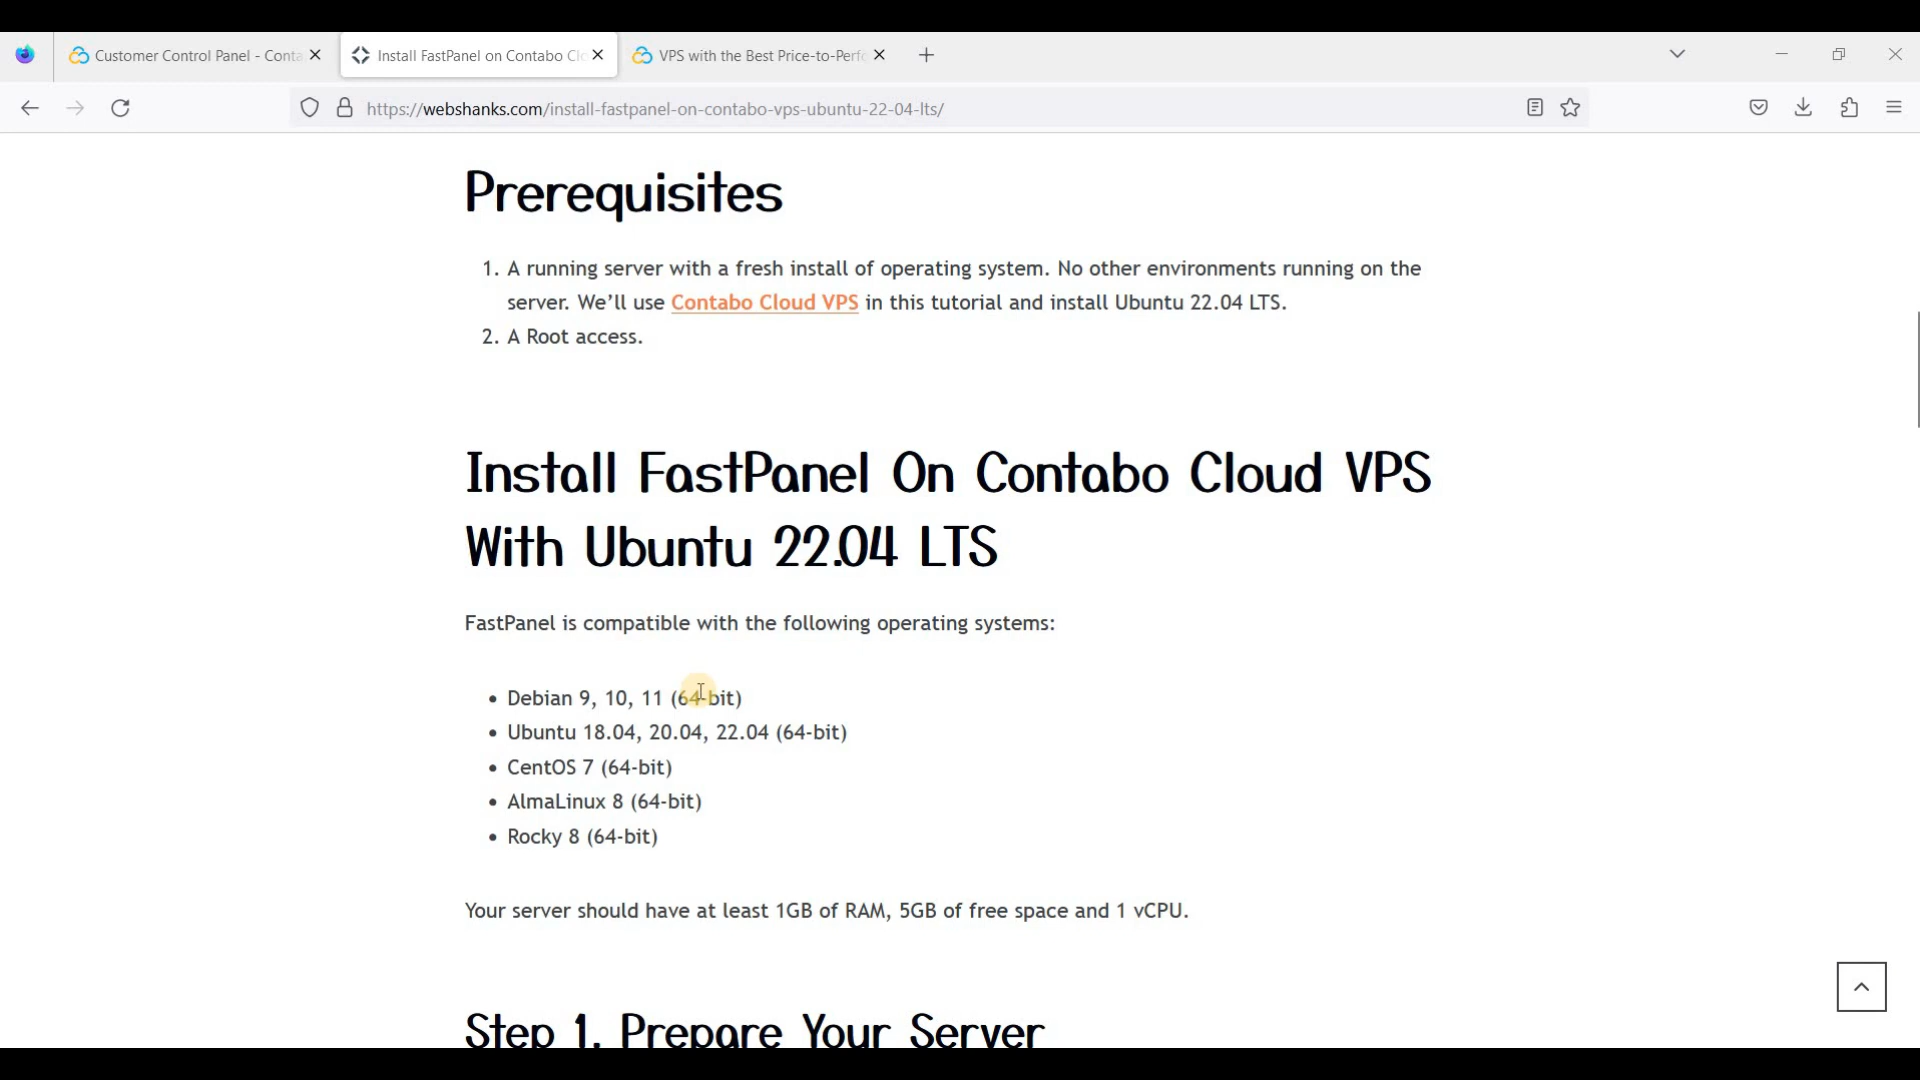 Customer Control Panel - Conta
Install FastPanel on Contabo Clo
VPS with the Best Price-to-Perfo
https://webshanks.com/install-fastpanel-on-contabo-vps-ubuntu-22-04-lts/
Prerequisites
1. A running server with a fresh install of operating system. No other environments running on the
server. We’ll use Contabo Cloud VPS in this tutorial and install Ubuntu 22.04 LTS.
2. A Root access.
Install FastPanel On Contabo Cloud VPS
With Ubuntu 22.04 LTS
FastPanel is compatible with the following operating systems:
• Debian 9, 10, 11 (64-bit)
• Ubuntu 18.04, 20.04, 22.04 (64-bit)
• CentOS 7 (64-bit)
• AlmaLinux 8 (64-bit)
• Rocky 8 (64-bit)
Your server should have at least 1GB of RAM, 5GB of free space and 1 vCPU.
Step 1. Prepare Your Server